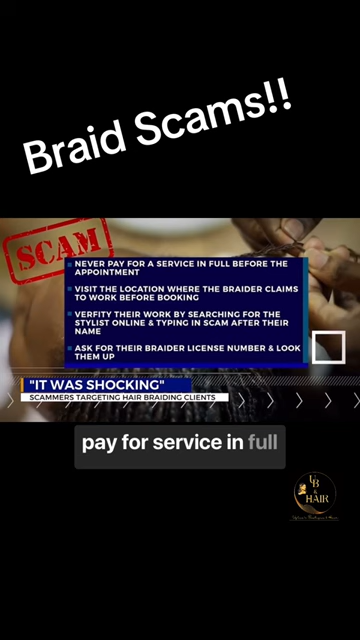 Braid Scams!!
SCAM
NEVER PAY FOR A SERVICE IN FULL BEFORE THE
APPOINTMENT
VISIT THE LOCATION WHERE THE BRAIDER CLAIMS
TO WORK BEFORE BOOKING
VERFITY THEIR WORK BY SEARCHING FOR THE
STYLIST ONLINE & TYPING IN SCAM AFTER THEIR
NAME
ASK FOR THEIR BRAIDER LICENSE NUMBER & LOOK
THEM UP
"IT WAS SHOCKING"
SCAMMERS TARGETING HAIR BRAIDING CLIENTS
pay for service in full
U
B
&
HAIR